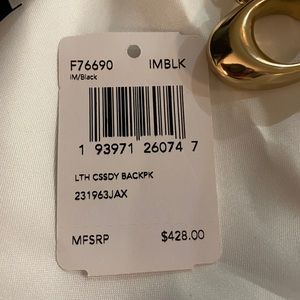 F76690 IMBLK
IM/Black
1 93971 26074 7
LTH CSSDY BACKPK
231963JAX
MFSRP $428.00